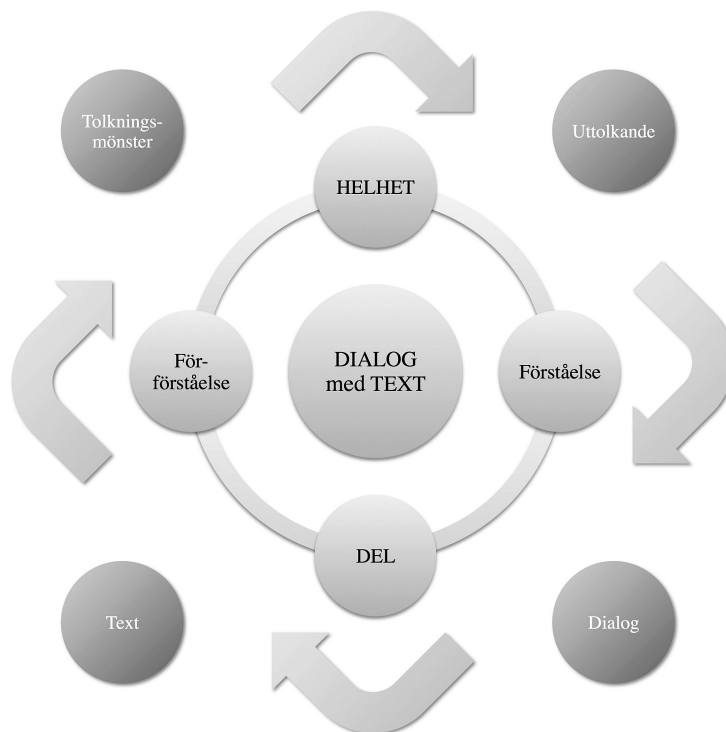 Tolknings-
mönster
Uttolkande
HELHET
För-
förståelse
DIALOG
med TEXT
Förståelse
DEL
Text
Dialog